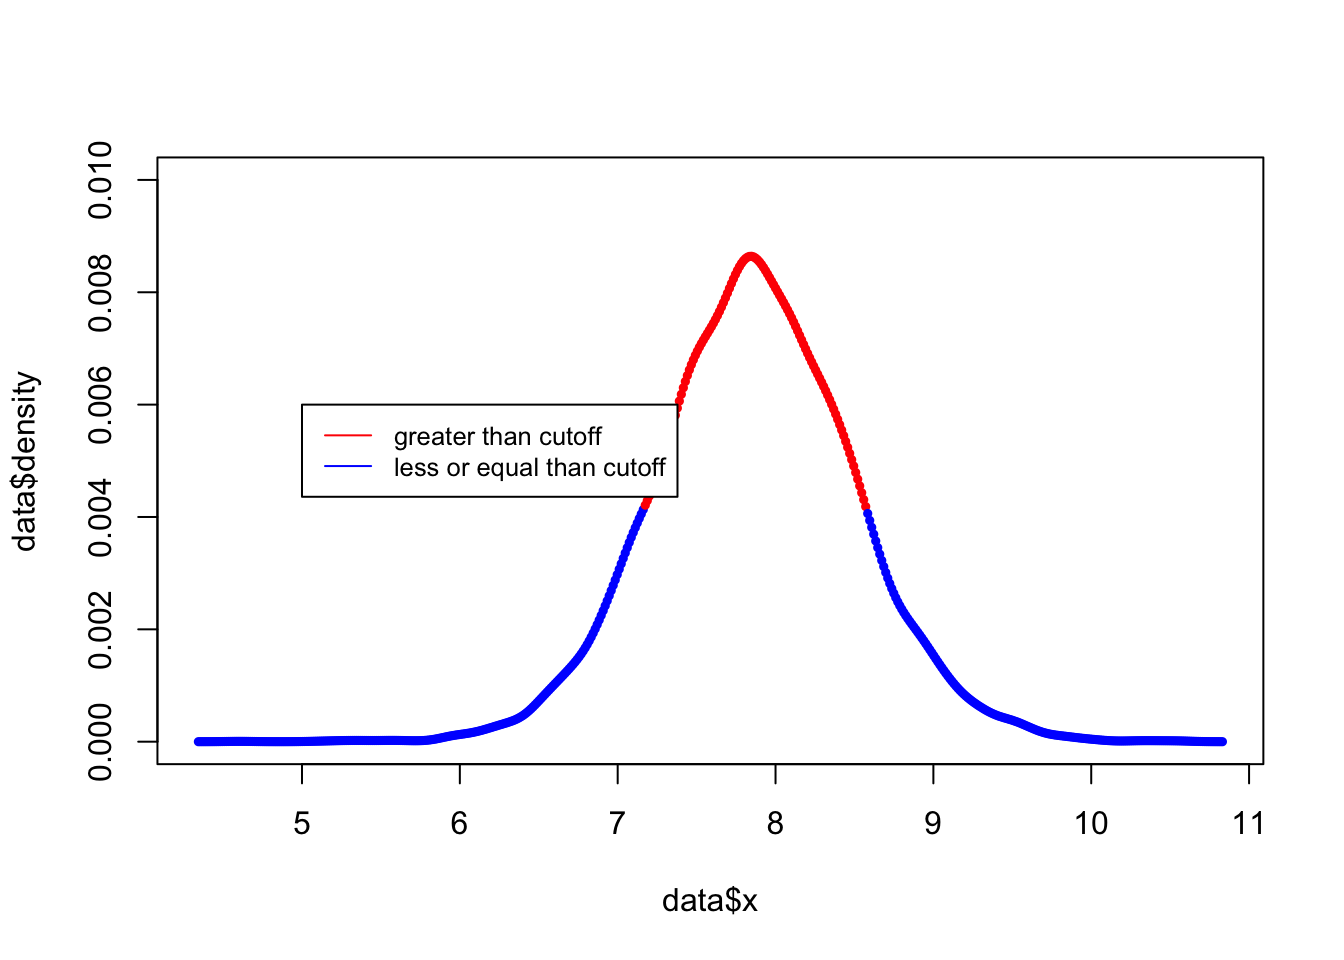 data$density
0.010
0.008
0.006
0.004
0.002
0.000
greater than cutoff
less or equal than cutoff
5 6 7 8 9 10 11
data$x